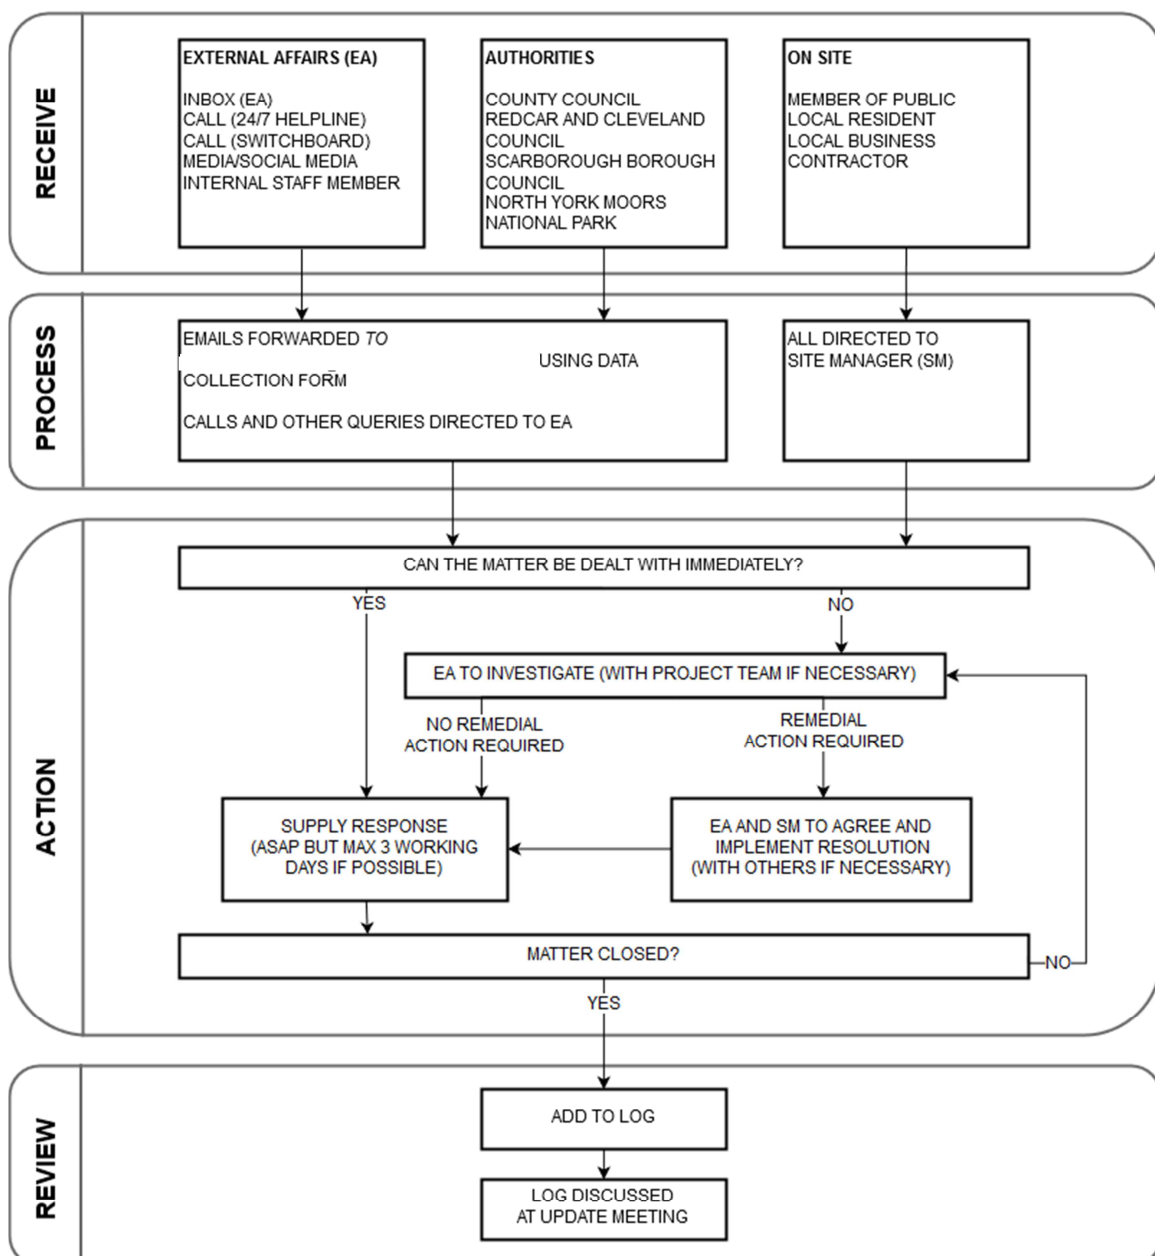 RECEIVE
EXTERNAL AFFAIRS (EA)
INBOX (EA)
CALL (24/7 HELPLINE)
CALL (SWITCHBOARD)
MEDIA/SOCIAL MEDIA
INTERNAL STAFF MEMBER
AUTHORITIES
COUNTY COUNCIL
REDCAR AND CLEVELAND
COUNCIL
SCARBOROUGH BOROUGH
COUNCIL
NORTH YORK MOORS
NATIONAL PARK
ON SITE
MEMBER OF PUBLIC
LOCAL RESIDENT
LOCAL BUSINESS
CONTRACTOR
PROCESS
EMAILS FORWARDED TO
USING DATA
COLLECTION FORM
CALLS AND OTHER QUERIES DIRECTED TO EA
ALL DIRECTED TO
SITE MANAGER (SM)
ACTION
CAN THE MATTER BE DEALT WITH IMMEDIATELY?
YES
NO
EA TO INVESTIGATE (WITH PROJECT TEAM IF NECESSARY)
NO REMEDIAL
ACTION REQUIRED
REMEDIAL
ACTION REQUIRED
SUPPLY RESPONSE
(ASAP BUT MAX 3 WORKING
DAYS IF POSSIBLE)
EA AND SM TO AGREE AND
IMPLEMENT RESOLUTION
(WITH OTHERS IF NECESSARY)
MATTER CLOSED?
NO
YES
REVIEW
ADD TO LOG
LOG DISCUSSED
AT UPDATE MEETING